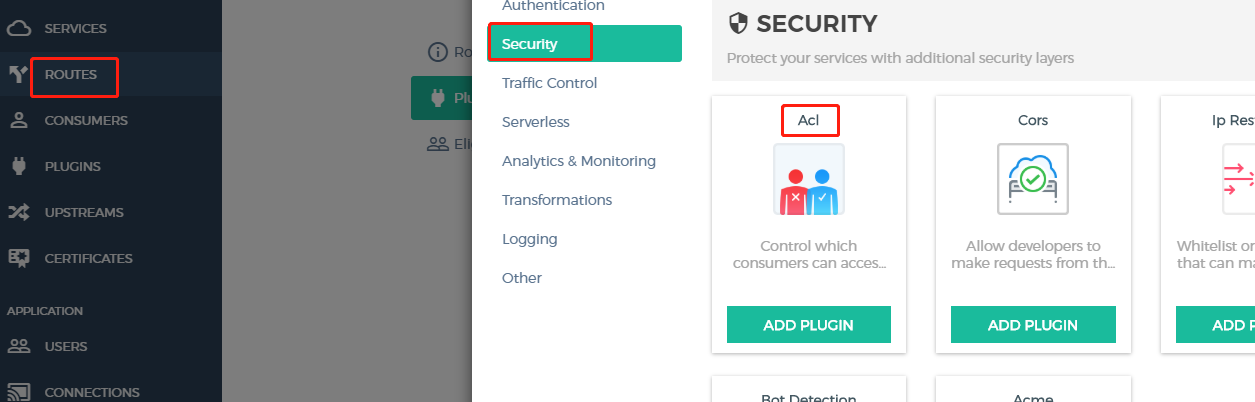 SERVICES
ROUTES
CONSUMERS
PLUGINS
UPSTREAMS
CERTIFICATES
APPLICATION
USERS
CONNECTIONS
Ro
Plu
Eli
Authentication
Security
Traffic Control
Serverless
Analytics & Monitoring
Transformations
Logging
Other
SECURITY
Protect your services with additional security layers
Acl
Control which
consumers can acces...
ADD PLUGIN
Cors
Allow developers to
make requests from th...
ADD PLUGIN
Ip Res
Whitelist or
that can ma
ADD P
Bot Detection
Acme